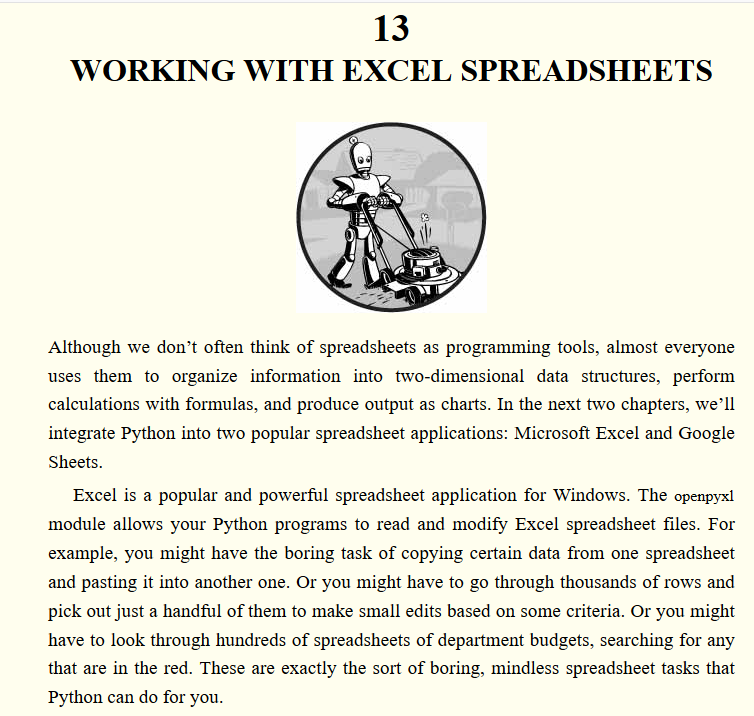 13
WORKING WITH EXCEL SPREADSHEETS
Although we don’t often think of spreadsheets as programming tools, almost everyone
uses them to organize information into two-dimensional data structures, perform
calculations with formulas, and produce output as charts. In the next two chapters, we’ll
integrate Python into two popular spreadsheet applications: Microsoft Excel and Google
Sheets.
Excel is a popular and powerful spreadsheet application for Windows. The openpyxl
module allows your Python programs to read and modify Excel spreadsheet files. For
example, you might have the boring task of copying certain data from one spreadsheet
and pasting it into another one. Or you might have to go through thousands of rows and
pick out just a handful of them to make small edits based on some criteria. Or you might
have to look through hundreds of spreadsheets of department budgets, searching for any
that are in the red. These are exactly the sort of boring, mindless spreadsheet tasks that
Python can do for you.